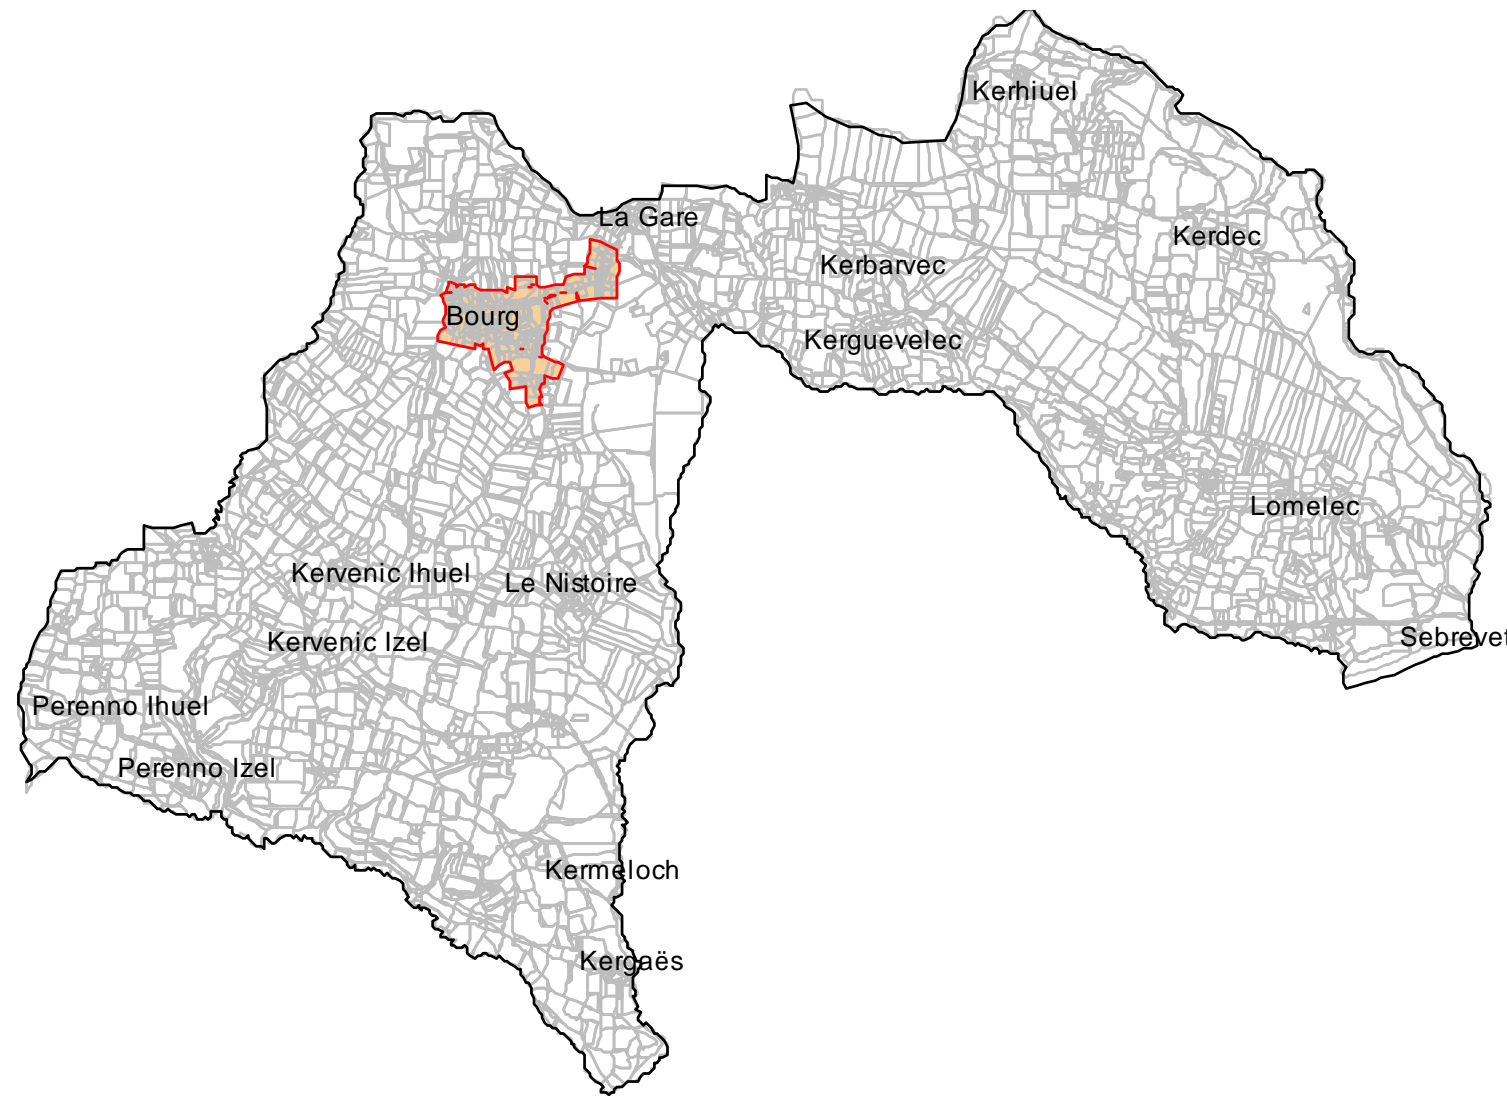 Kerhiuel
La Gare
Kerdec
Kerbarvec
Bourg
Kerguevelec
Lomelec
Kervenic Ihuel
Le Nistoire
Kervenic Izel
Sebrevet
Perenno Ihuel
Perenno Izel
Kermeloch
Kergaës